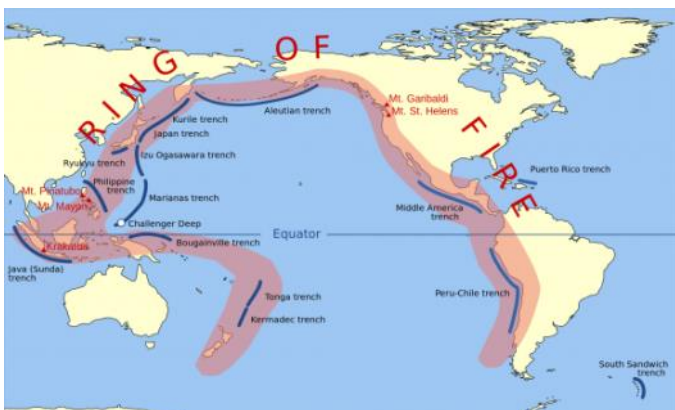 RING OF FIRE
Mt. Garibaldi
Mt. St. Helens
Aleutian trench
Kurile trench
Japan trench
Izu Ogasawara trench
Ryukyu trench
Philippine
trench
Mt. Pinatubo
Mt. Mayon
Marianas trench
Challenger Deep
Equator
Bougainville trench
Krakatoa
Java (Sunda)
trench
Tonga trench
Kermadec trench
Puerto Rico trench
Middle America
trench
Peru-Chile trench
South Sandwich
trench